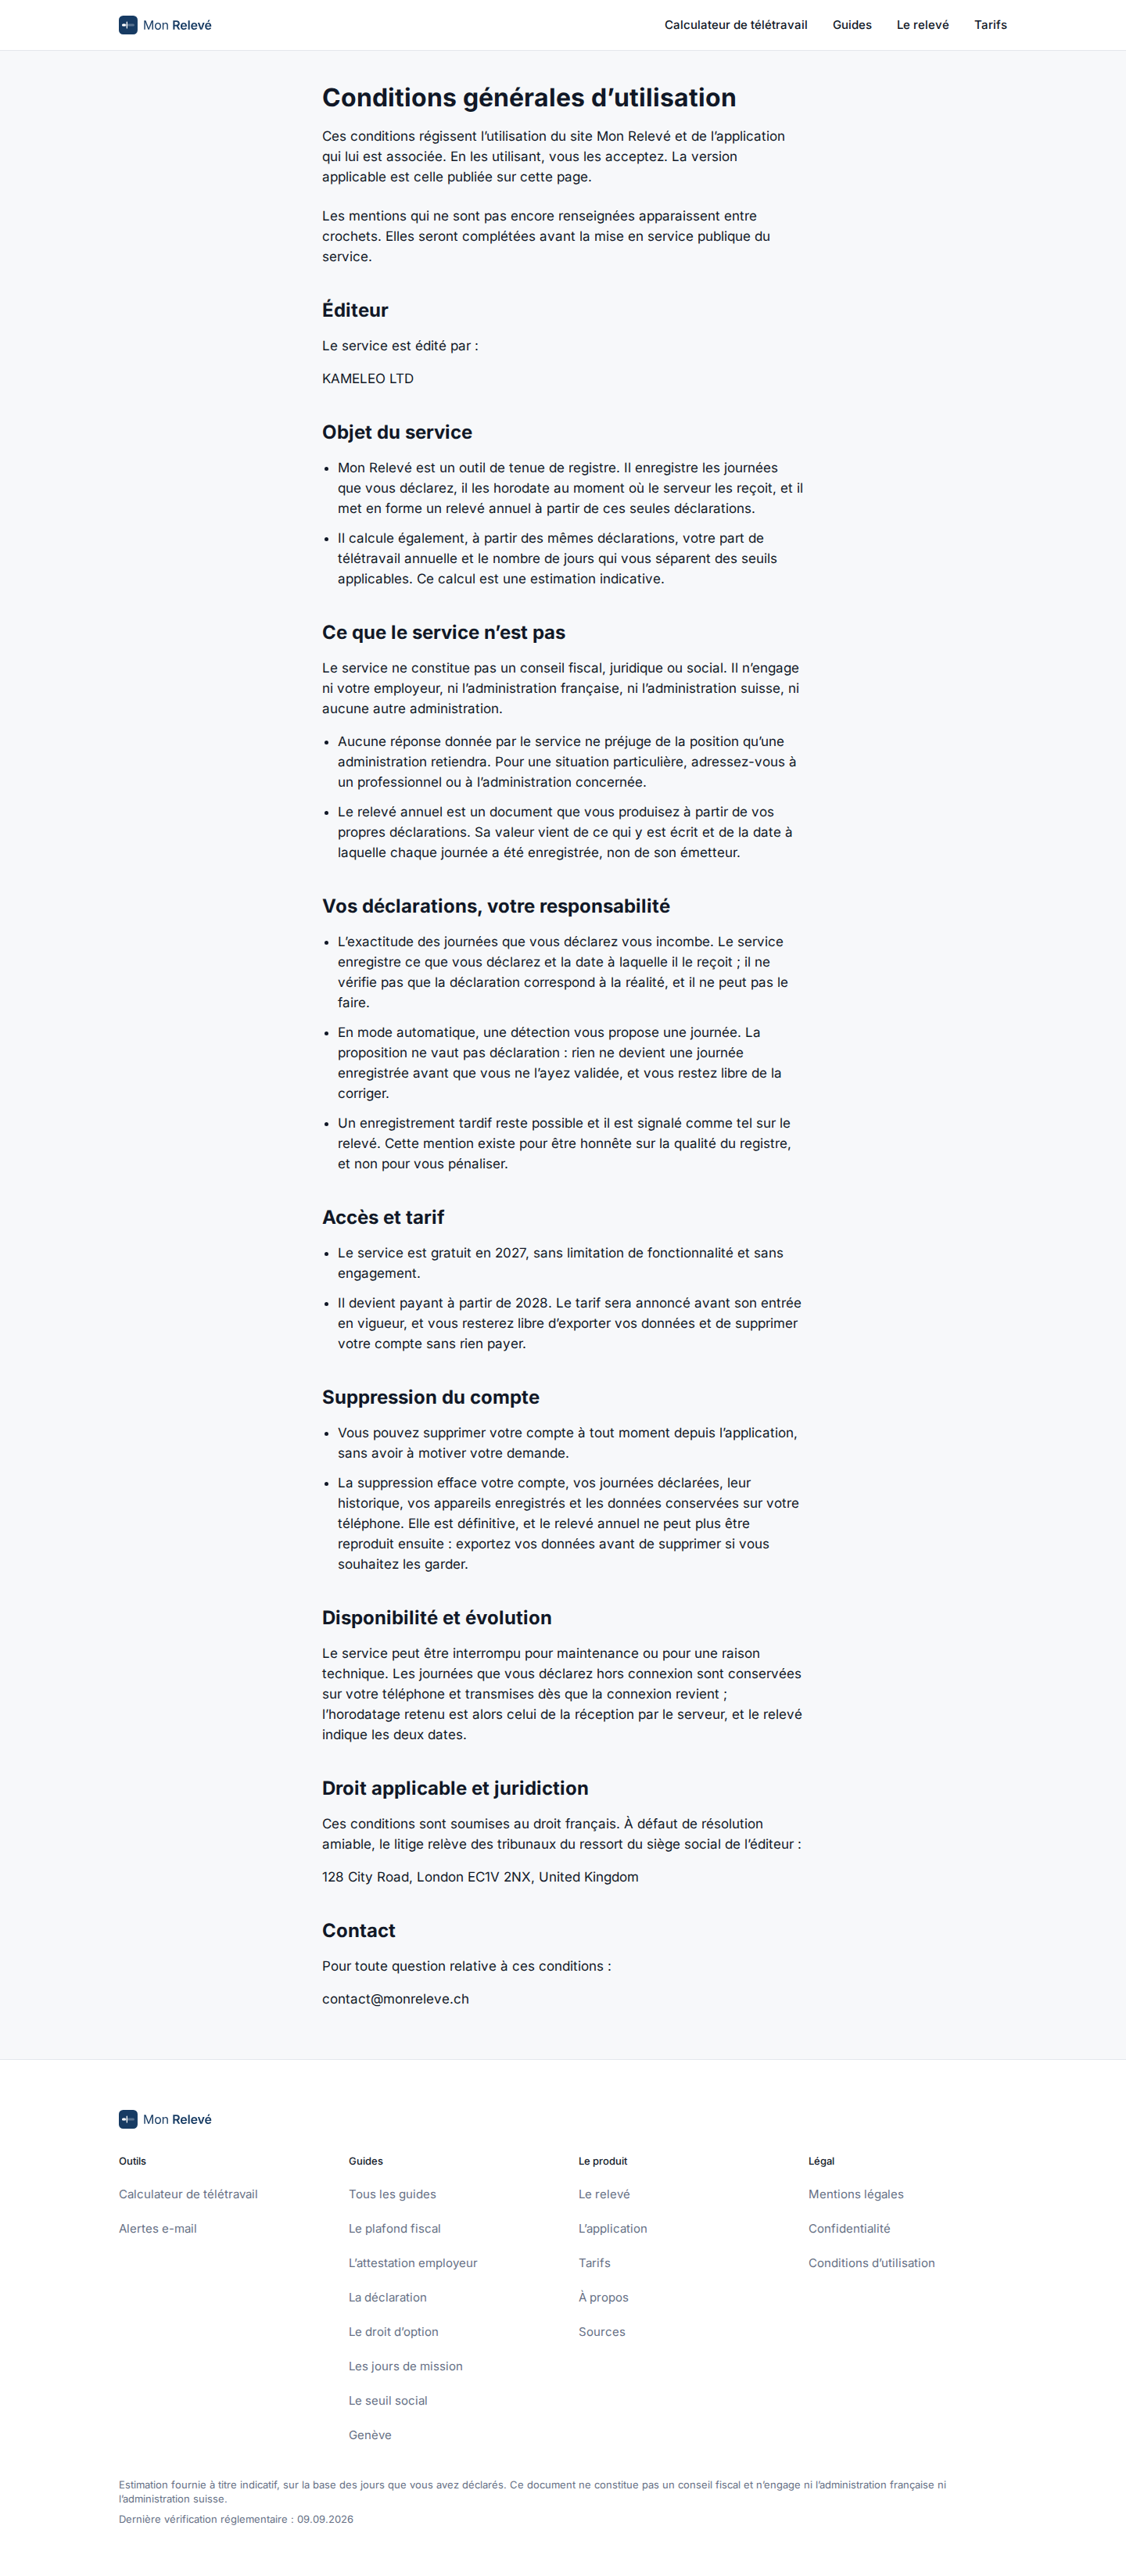 Mon Relevé
Calculateur de télétravail Guides Le relevé Tarifs
Conditions générales d’utilisation
Ces conditions régissent l’utilisation du site Mon Relevé et de l’application
qui lui est associée. En les utilisant, vous les acceptez. La version
applicable est celle publiée sur cette page.
Les mentions qui ne sont pas encore renseignées apparaissent entre
crochets. Elles seront complétées avant la mise en service publique du
service.
Éditeur
Le service est édité par :
KAMELEO LTD
Objet du service
• Mon Relevé est un outil de tenue de registre. Il enregistre les journées
que vous déclarez, il les horodate au moment où le serveur les reçoit, et il
met en forme un relevé annuel à partir de ces seules déclarations.
• Il calcule également, à partir des mêmes déclarations, votre part de
télétravail annuelle et le nombre de jours qui vous séparent des seuils
applicables. Ce calcul est une estimation indicative.
Ce que le service n’est pas
Le service ne constitue pas un conseil fiscal, juridique ou social. Il n’engage
ni votre employeur, ni l’administration française, ni l’administration suisse, ni
aucune autre administration.
• Aucune réponse donnée par le service ne préjuge de la position qu’une
administration retiendra. Pour une situation particulière, adressez-vous à
un professionnel ou à l’administration concernée.
• Le relevé annuel est un document que vous produisez à partir de vos
propres déclarations. Sa valeur vient de ce qui y est écrit et de la date à
laquelle chaque journée a été enregistrée, non de son émetteur.
Vos déclarations, votre responsabilité
• L’exactitude des journées que vous déclarez vous incombe. Le service
enregistre ce que vous déclarez et la date à laquelle il le reçoit ; il ne
vérifie pas que la déclaration correspond à la réalité, et il ne peut pas le
faire.
• En mode automatique, une détection vous propose une journée. La
proposition ne vaut pas déclaration : rien ne devient une journée
enregistrée avant que vous ne l’ayez validée, et vous restez libre de la
corriger.
• Un enregistrement tardif reste possible et il est signalé comme tel sur le
relevé. Cette mention existe pour être honnête sur la qualité du registre,
et non pour vous pénaliser.
Accès et tarif
• Le service est gratuit en 2027, sans limitation de fonctionnalité et sans
engagement.
• Il devient payant à partir de 2028. Le tarif sera annoncé avant son entrée
en vigueur, et vous resterez libre d’exporter vos données et de supprimer
votre compte sans rien payer.
Suppression du compte
• Vous pouvez supprimer votre compte à tout moment depuis l’application,
sans avoir à motiver votre demande.
• La suppression efface votre compte, vos journées déclarées, leur
historique, vos appareils enregistrés et les données conservées sur votre
téléphone. Elle est définitive, et le relevé annuel ne peut plus être
reproduit ensuite : exportez vos données avant de supprimer si vous
souhaitez les garder.
Disponibilité et évolution
Le service peut être interrompu pour maintenance ou pour une raison
technique. Les journées que vous déclarez hors connexion sont conservées
sur votre téléphone et transmises dès que la connexion revient ;
l’horodatage retenu est alors celui de la réception par le serveur, et le relevé
indique les deux dates.
Droit applicable et juridiction
Ces conditions sont soumises au droit français. À défaut de résolution
amiable, le litige relève des tribunaux du ressort du siège social de l’éditeur :
128 City Road, London EC1V 2NX, United Kingdom
Contact
Pour toute question relative à ces conditions :
contact@monreleve.ch
Mon Relevé
Outils
Calculateur de télétravail
Alertes e-mail
Guides
Tous les guides
Le plafond fiscal
L’attestation employeur
La déclaration
Le droit d’option
Les jours de mission
Le seuil social
Genève
Le produit
Le relevé
L’application
Tarifs
À propos
Sources
Légal
Mentions légales
Confidentialité
Conditions d’utilisation
Estimation fournie à titre indicatif, sur la base des jours que vous avez déclarés. Ce document ne constitue pas un conseil fiscal et n’engage ni l’administration française ni
l’administration suisse.
Dernière vérification réglementaire : 09.09.2026